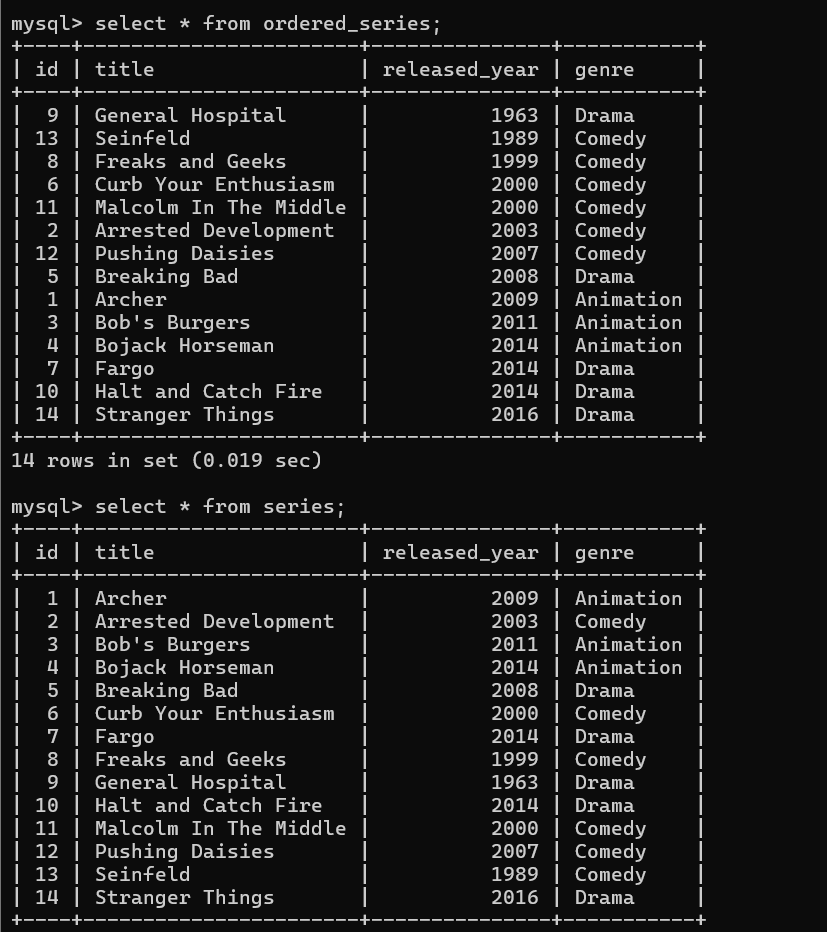 mysql> select * from ordered_series;
+----+-----------------------+---------------+-----------+
| id | title                 | released_year | genre     |
+----+-----------------------+---------------+-----------+
|  9 | General Hospital      |          1963 | Drama     |
| 13 | Seinfeld              |          1989 | Comedy    |
|  8 | Freaks and Geeks      |          1999 | Comedy    |
|  6 | Curb Your Enthusiasm  |          2000 | Comedy    |
| 11 | Malcolm In The Middle |          2000 | Comedy    |
|  2 | Arrested Development  |          2003 | Comedy    |
| 12 | Pushing Daisies       |          2007 | Comedy    |
|  5 | Breaking Bad          |          2008 | Drama     |
|  1 | Archer                |          2009 | Animation |
|  3 | Bob's Burgers         |          2011 | Animation |
|  4 | Bojack Horseman       |          2014 | Animation |
|  7 | Fargo                 |          2014 | Drama     |
| 10 | Halt and Catch Fire   |          2014 | Drama     |
| 14 | Stranger Things       |          2016 | Drama     |
+----+-----------------------+---------------+-----------+
14 rows in set (0.019 sec)

mysql> select * from series;
+----+-----------------------+---------------+-----------+
| id | title                 | released_year | genre     |
+----+-----------------------+---------------+-----------+
|  1 | Archer                |          2009 | Animation |
|  2 | Arrested Development  |          2003 | Comedy    |
|  3 | Bob's Burgers         |          2011 | Animation |
|  4 | Bojack Horseman       |          2014 | Animation |
|  5 | Breaking Bad          |          2008 | Drama     |
|  6 | Curb Your Enthusiasm  |          2000 | Comedy    |
|  7 | Fargo                 |          2014 | Drama     |
|  8 | Freaks and Geeks      |          1999 | Comedy    |
|  9 | General Hospital      |          1963 | Drama     |
| 10 | Halt and Catch Fire   |          2014 | Drama     |
| 11 | Malcolm In The Middle |          2000 | Comedy    |
| 12 | Pushing Daisies       |          2007 | Comedy    |
| 13 | Seinfeld              |          1989 | Comedy    |
| 14 | Stranger Things       |          2016 | Drama     |
+----+-----------------------+---------------+-----------+